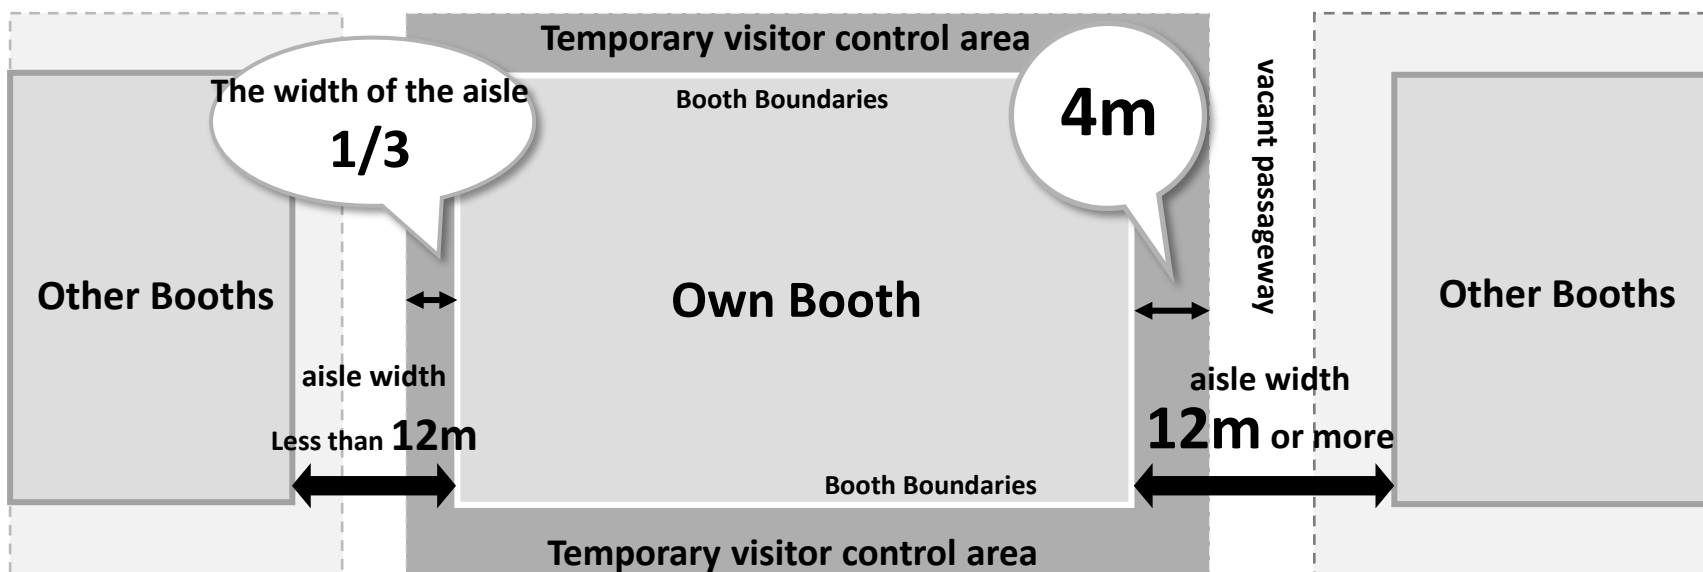 Temporary visitor control area
The width of the aisle
1/3
Booth Boundaries
4m
vacant passageway
Other Booths
Own Booth
Other Booths
aisle width
Less than 12m
aisle width
12m or more
Booth Boundaries
Temporary visitor control area